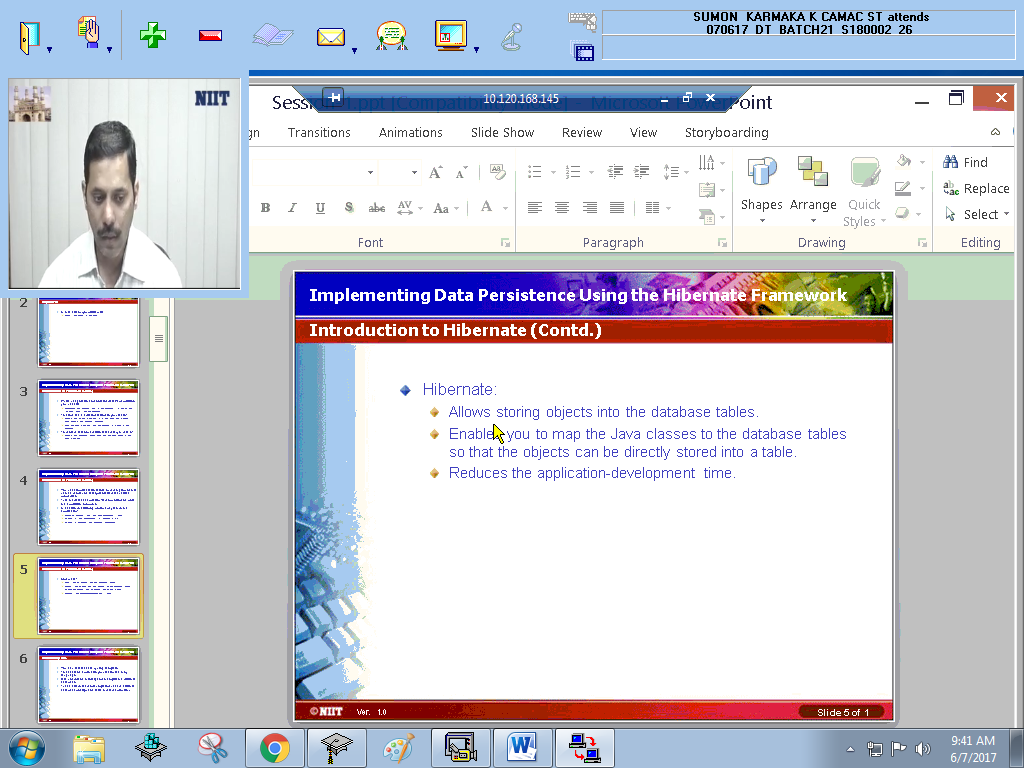 SUMON KARMAKA K CAMAC ST attends
070617 DT BATCH21 S180002 26
NIIT
10.120.168.145
Transitions
Animations
Slide Show
Review
View
Storyboarding
Font
Paragraph
Shapes
Arrange
Quick
Styles
Drawing
Find
Replace
Select
Editing
Implementing Data Persistence Using the Hibernate Framework
Introduction to Hibernate (Contd.)
Hibernate:
Allows storing objects into the database tables.
Enables you to map the Java classes to the database tables
so that the objects can be directly stored into a table.
Reduces the application-development time.
© NIIT
Ver. 1.0
Slide 5 of 1
2
3
4
5
6
9:41 AM
6/7/2017